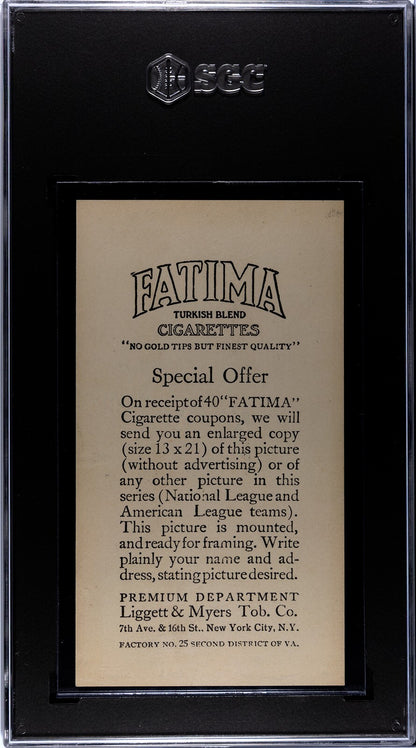 SGC
FATIMA
TURKISH BLEND
CIGARETTES
"NO GOLD TIPS BUT FINEST QUALITY"
Special Offer
On receipt of 40 "FATIMA"
Cigarette coupons, we will
send you an enlarged copy
(size 13 x 21) of this picture
(without advertising) or of
any other picture in this
series (National League and
American League teams).
This picture is mounted,
and ready for framing. Write
plainly your name and ad-
dress, stating picture desired.
PREMIUM DEPARTMENT
Liggett & Myers Tob. Co.
7th Ave. & 16th St.. New York City, N.Y.
FACTORY NO. 25 SECOND DISTRICT OF VA.